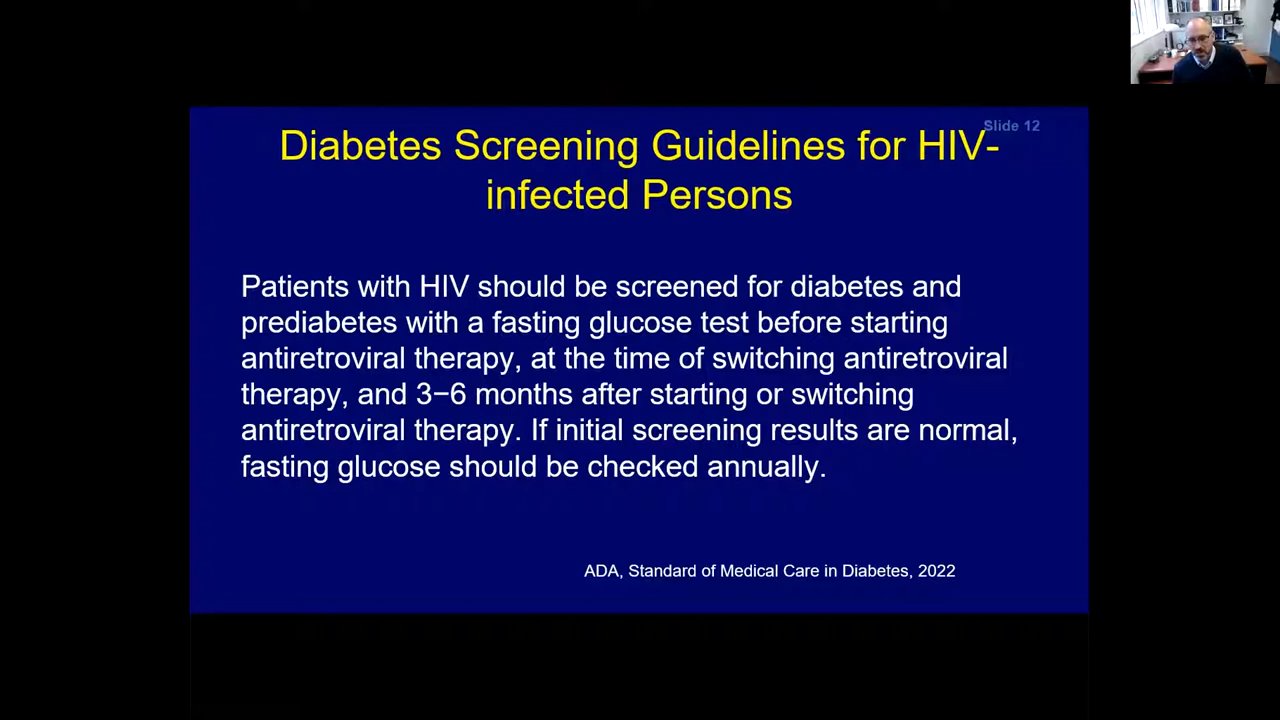 Slide 12
Diabetes Screening Guidelines for HIV-
infected Persons
Patients with HIV should be screened for diabetes and
prediabetes with a fasting glucose test before starting
antiretroviral therapy, at the time of switching antiretroviral
therapy, and 3−6 months after starting or switching
antiretroviral therapy. If initial screening results are normal,
fasting glucose should be checked annually.
ADA, Standard of Medical Care in Diabetes, 2022